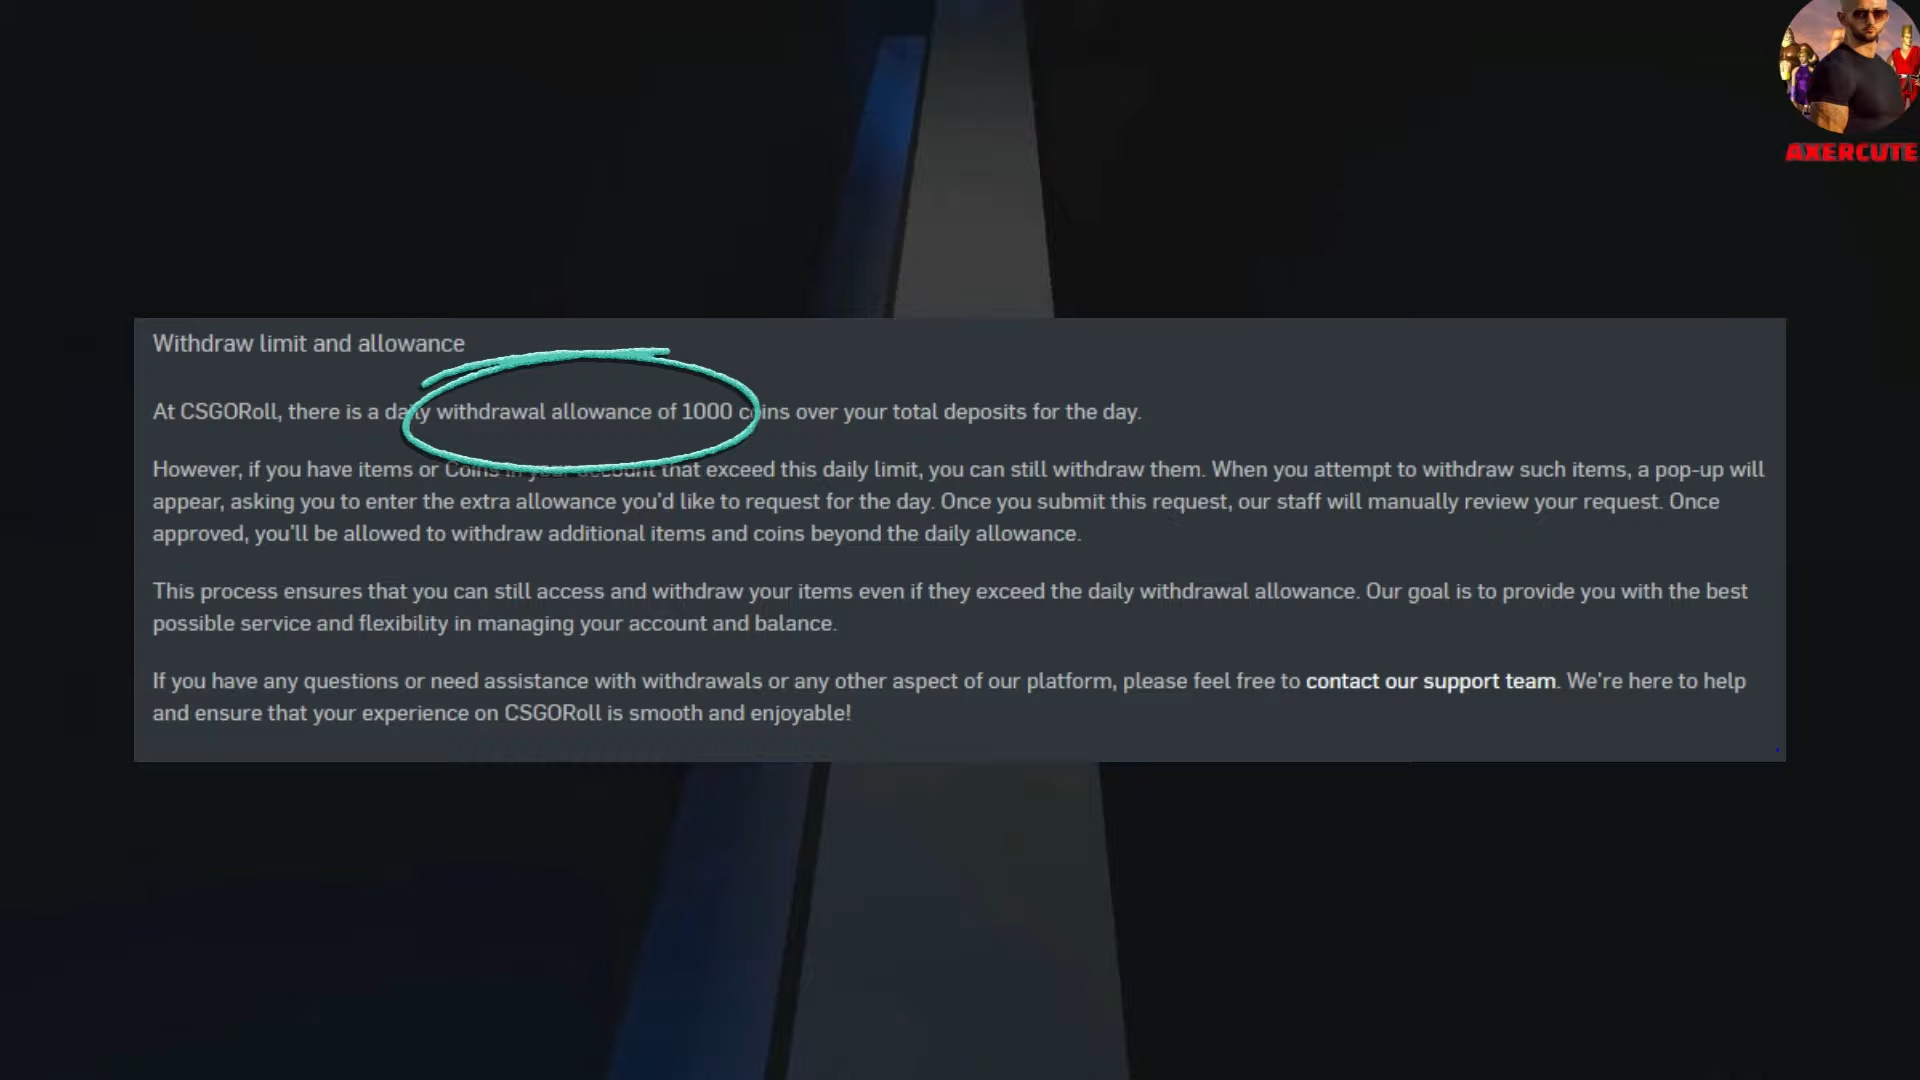 AXERCUTE
Withdraw limit and allowance
At CSGORoll, there is a daily withdrawal allowance of 1000 coins over your total deposits for the day.
However, if you have items or Coins in your account that exceed this daily limit, you can still withdraw them. When you attempt to withdraw such items, a pop-up will
appear, asking you to enter the extra allowance you'd like to request for the day. Once you submit this request, our staff will manually review your request. Once
approved, you'll be allowed to withdraw additional items and coins beyond the daily allowance.
This process ensures that you can still access and withdraw your items even if they exceed the daily withdrawal allowance. Our goal is to provide you with the best
possible service and flexibility in managing your account and balance.
If you have any questions or need assistance with withdrawals or any other aspect of our platform, please feel free to contact our support team. We're here to help
and ensure that your experience on CSGORoll is smooth and enjoyable!